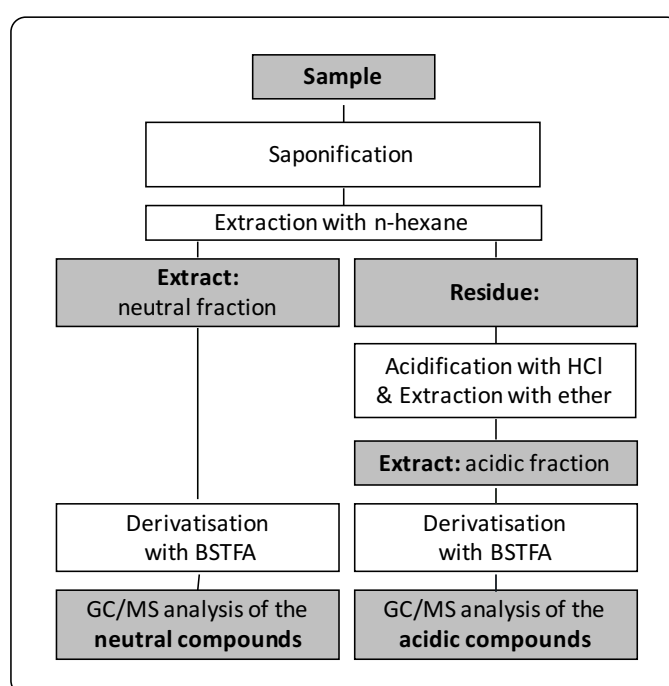 Sample
Saponification
Extraction with n-hexane
Extract:
neutral fraction
Residue:
Acidification with HCl
& Extraction with ether
Extract: acidic fraction
Derivatisation
with BSTFA
Derivatisation
with BSTFA
GC/MS analysis of the
neutral compounds
GC/MS analysis of the
acidic compounds